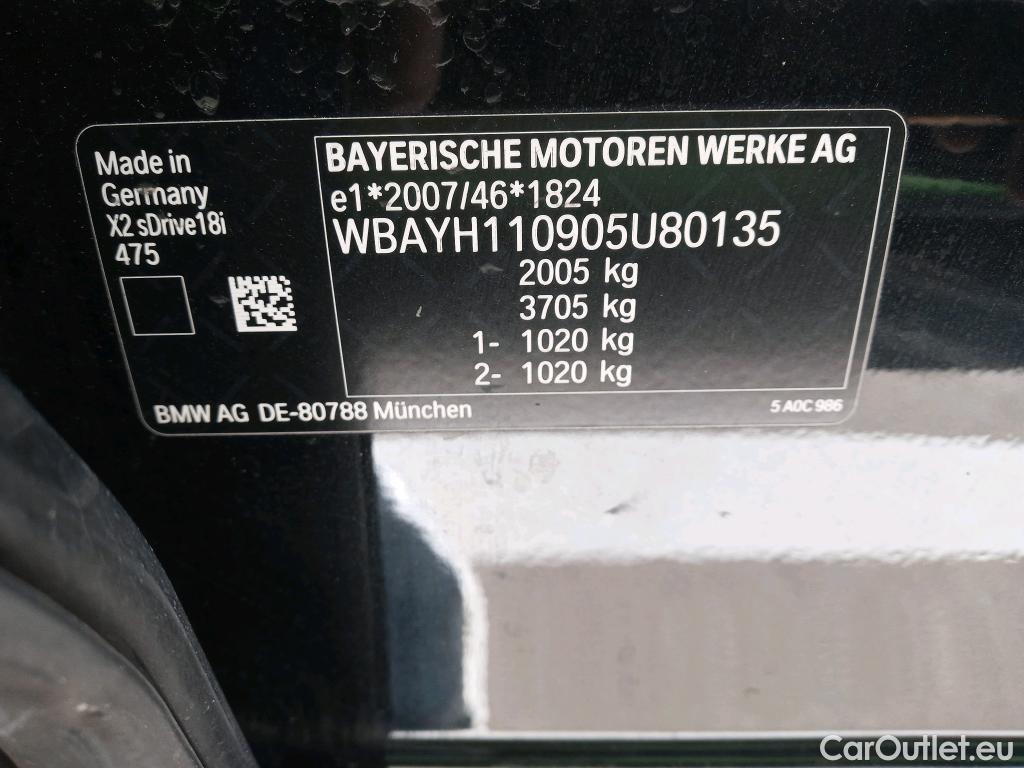 Made in
Germany
X2 sDrive18i
475
BAYERISCHE MOTOREN WERKE AG
e1*2007/46*1824
WBAYH110905U80135
2005 kg
3705 kg
1- 1020 kg
2- 1020 kg
BMW AG DE-80788 München
5 A0C 986
CarOutlet.eu